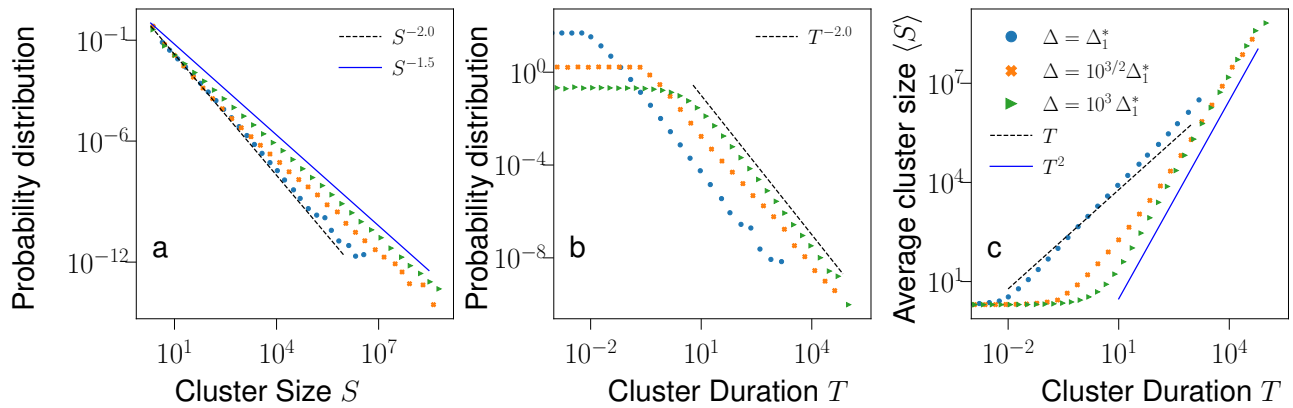 Probability distribution
10^{-1}
10^{-6}
10^{-12}
S^{-2.0}
S^{-1.5}
a
10^{1}
10^{4}
10^{7}
Cluster Size S
Probability distribution
10^{0}
10^{-4}
10^{-8}
T^{-2.0}
b
10^{-2}
10^{1}
10^{4}
Cluster Duration T
Average cluster size ⟨S⟩
10^{7}
10^{4}
10^{1}
Δ = Δ_1^*
Δ = 10^{3/2}Δ_1^*
Δ = 10^{3} Δ_1^*
T
T^{2}
c
10^{-2}
10^{1}
10^{4}
Cluster Duration T